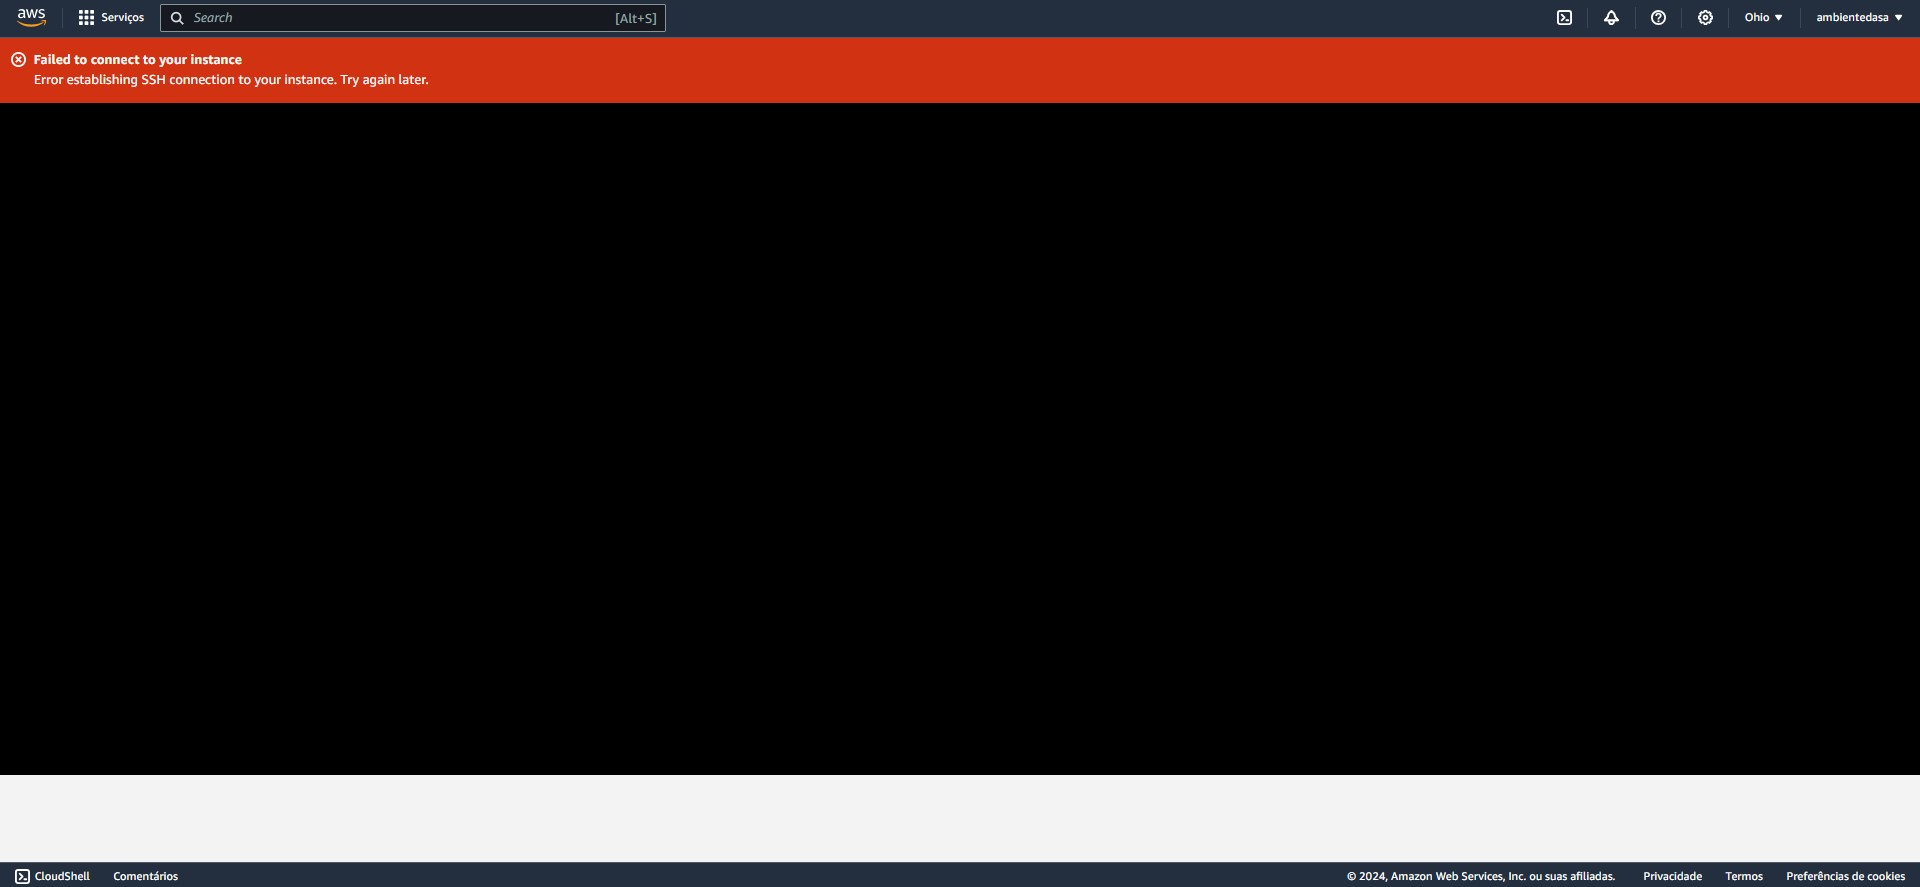 aws
Serviços
Search
[Alt+S]
Ohio
ambientedasa
Failed to connect to your instance
Error establishing SSH connection to your instance. Try again later.
CloudShell
Comentários
© 2024, Amazon Web Services, Inc. ou suas afiliadas.
Privacidade
Termos
Preferências de cookies